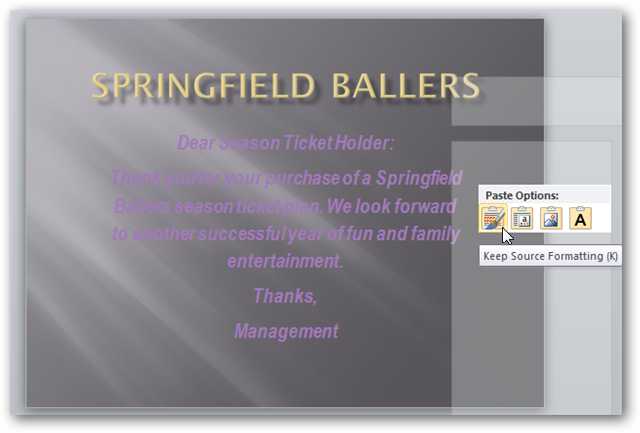 SPRINGFIELD BALLERS
Dear Season Ticket Holder:
Thank you for your purchase of a Springfield
Ballers season ticket plan. We look forward
to another successful year of fun and family
entertainment.
Thanks,
Management
Paste Options:
A
Keep Source Formatting (K)